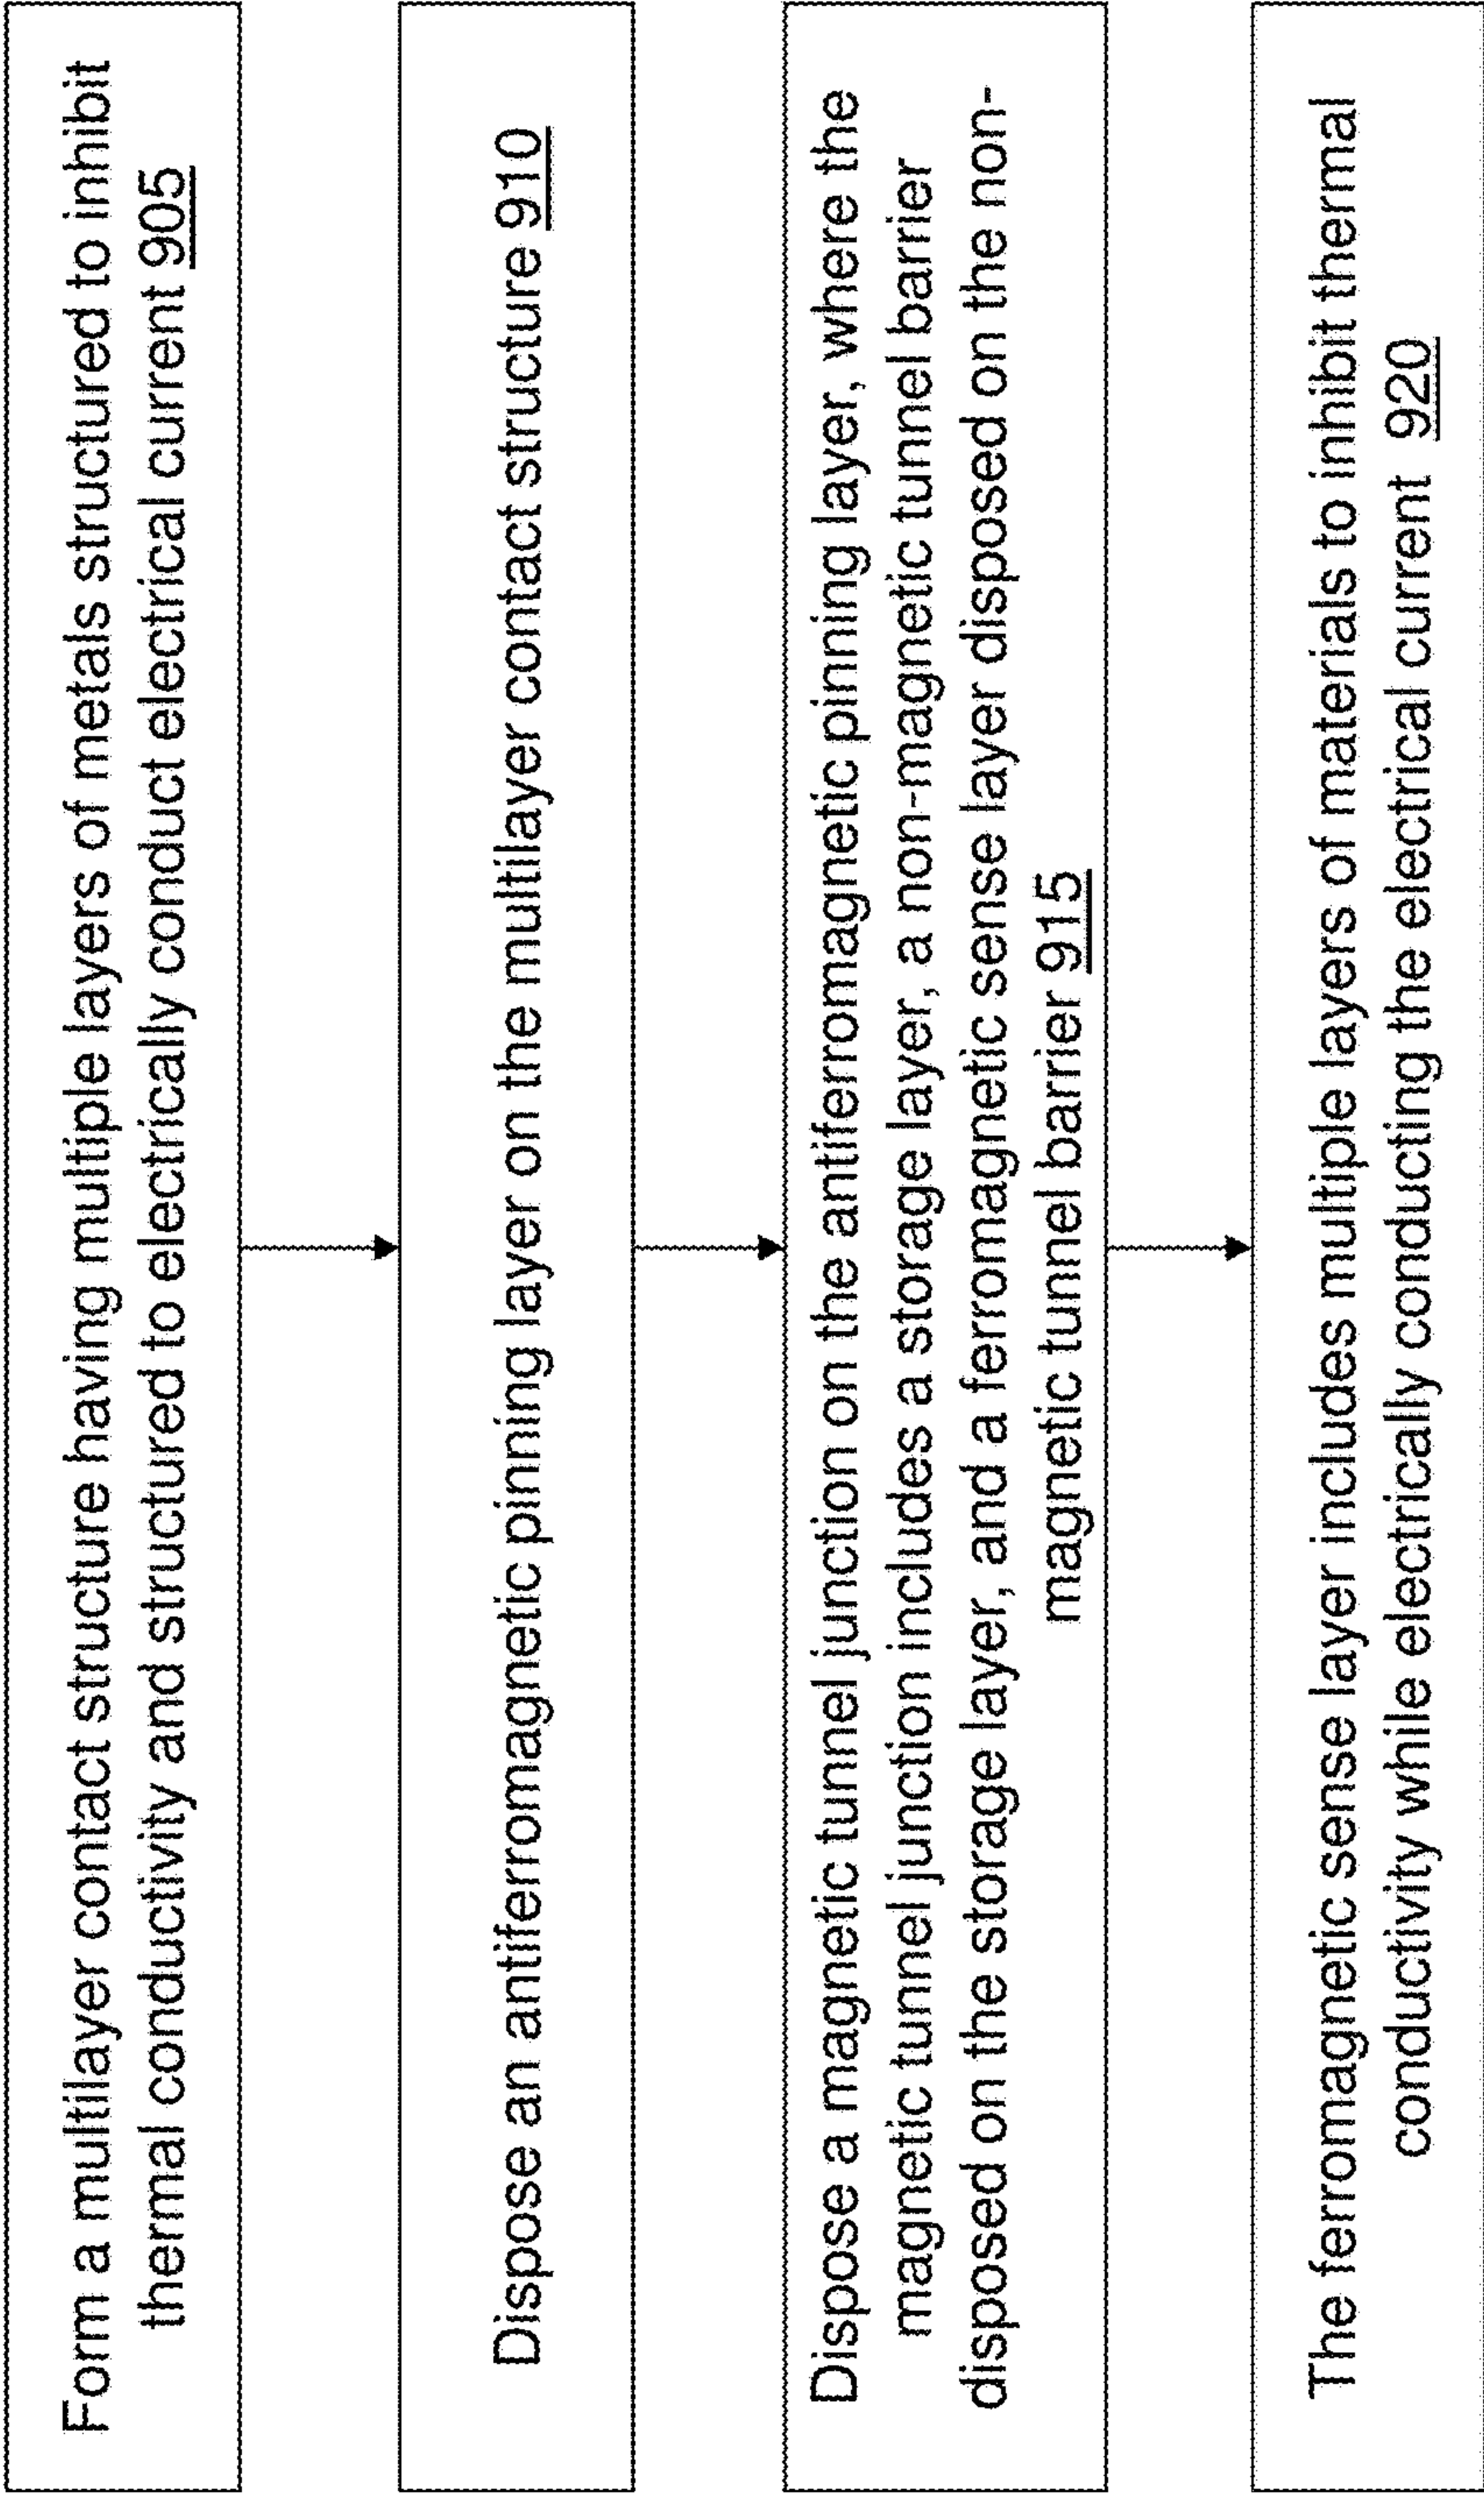 Form a multilayer contact structure having multiple layers of metals structured to inhibit
thermal conductivity and structured to electrically conduct electrical current 905
Dispose an antiferromagnetic pinning layer on the multilayer contact structure 910
Dispose a magnetic tunnel junction on the antiferromagnetic pinning layer, where the
magnetic tunnel junction includes a storage layer, a non-magnetic tunnel barrier
disposed on the storage layer, and a ferromagnetic sense layer disposed on the non-
magnetic tunnel barrier 915
The ferromagnetic sense layer includes multiple layers of materials to inhibit thermal
conductivity while electrically conducting the electrical current 920